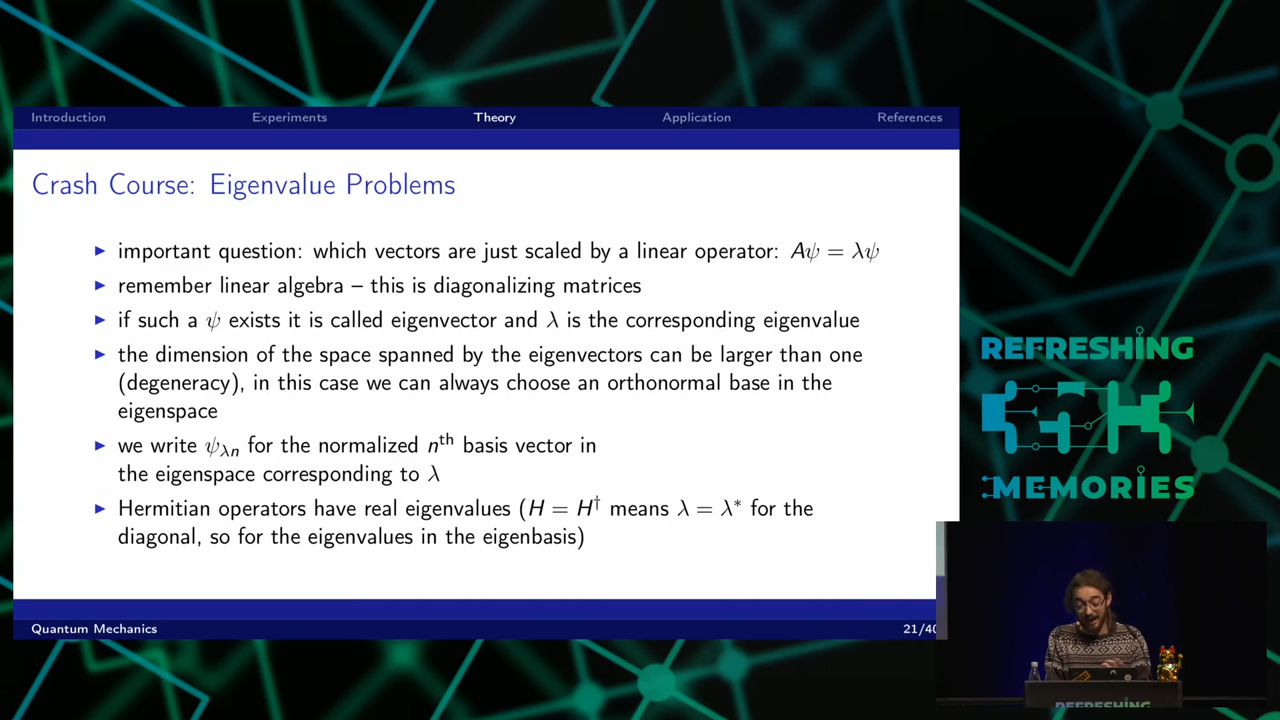 Introduction Experiments Theory Application References
Crash Course: Eigenvalue Problems
▶ important question: which vectors are just scaled by a linear operator: Aψ = λψ
▶ remember linear algebra – this is diagonalizing matrices
▶ if such a ψ exists it is called eigenvector and λ is the corresponding eigenvalue
▶ the dimension of the space spanned by the eigenvectors can be larger than one
(degeneracy), in this case we can always choose an orthonormal base in the
eigenspace
▶ we write ψλn for the normalized nth basis vector in
the eigenspace corresponding to λ
▶ Hermitian operators have real eigenvalues (H = H† means λ = λ* for the
diagonal, so for the eigenvalues in the eigenbasis)
Quantum Mechanics 21/40
REFRESHING
MEMORIES
REFRESHING